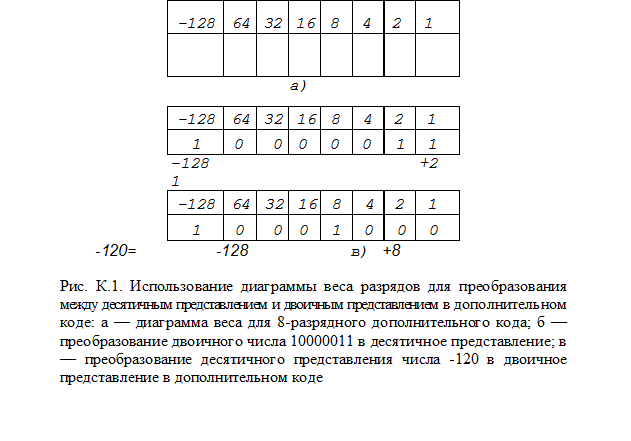 −128 64 32 16 8 4 2 1
а)
−128 64 32 16 8 4 2 1
1 0 0 0 0 0 1 1
−128 +2
1
−128 64 32 16 8 4 2 1
1 0 0 0 1 0 0 0
-120= -128 в) +8
Рис. К.1. Использование диаграммы веса разрядов для преобразования
между десятичным представлением и двоичным представлением в дополнительном
коде: а — диаграмма веса для 8-разрядного дополнительного кода; б —
преобразование двоичного числа 10000011 в десятичное представление; в
— преобразование десятичного представления числа -120 в двоичное
представление в дополнительном коде